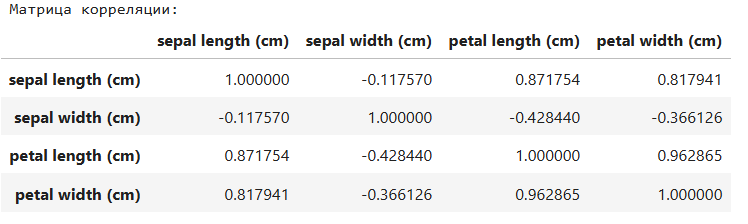 Матрица корреляции:
sepal length (cm) sepal width (cm) petal length (cm) petal width (cm)
sepal length (cm) 1.000000 -0.117570 0.871754 0.817941
sepal width (cm) -0.117570 1.000000 -0.428440 -0.366126
petal length (cm) 0.871754 -0.428440 1.000000 0.962865
petal width (cm) 0.817941 -0.366126 0.962865 1.000000